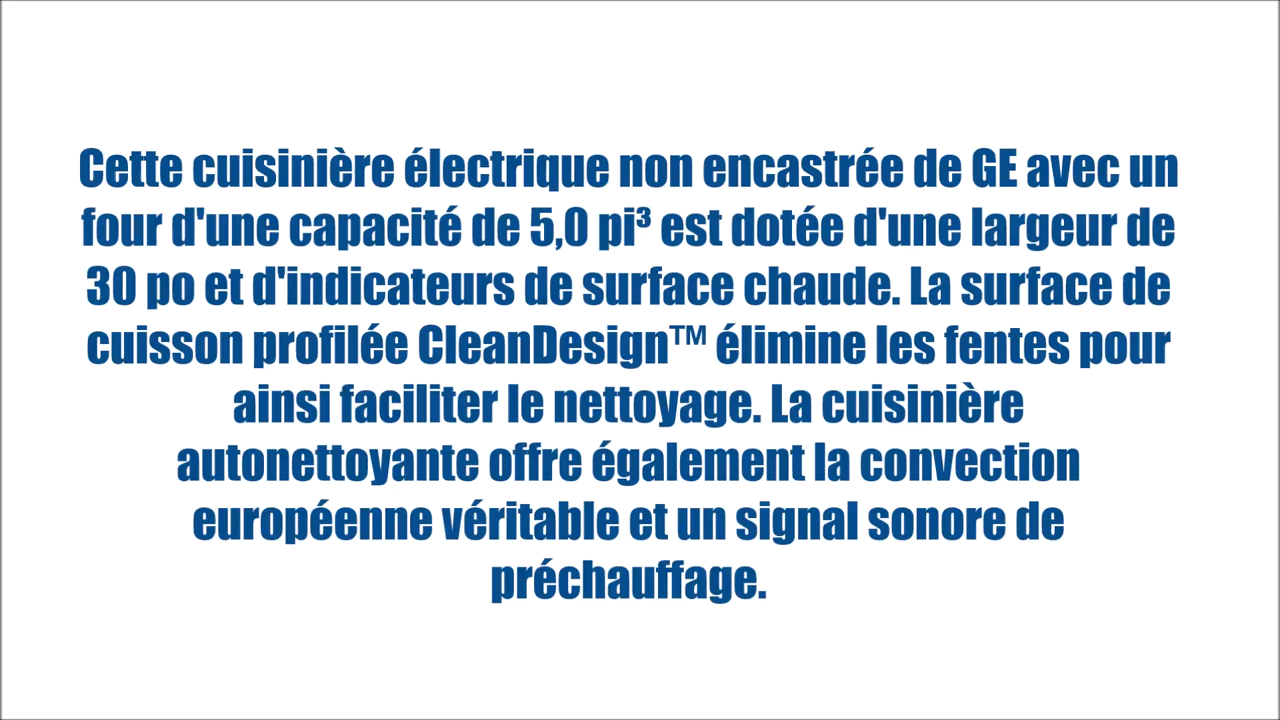 Cette cuisinière électrique non encastrée de GE avec un
four d'une capacité de 5,0 pi³ est dotée d'une largeur de
30 po et d'indicateurs de surface chaude. La surface de
cuisson profilée CleanDesign™ élimine les fentes pour
ainsi faciliter le nettoyage. La cuisinière
autonettoyante offre également la convection
européenne véritable et un signal sonore de
préchauffage.